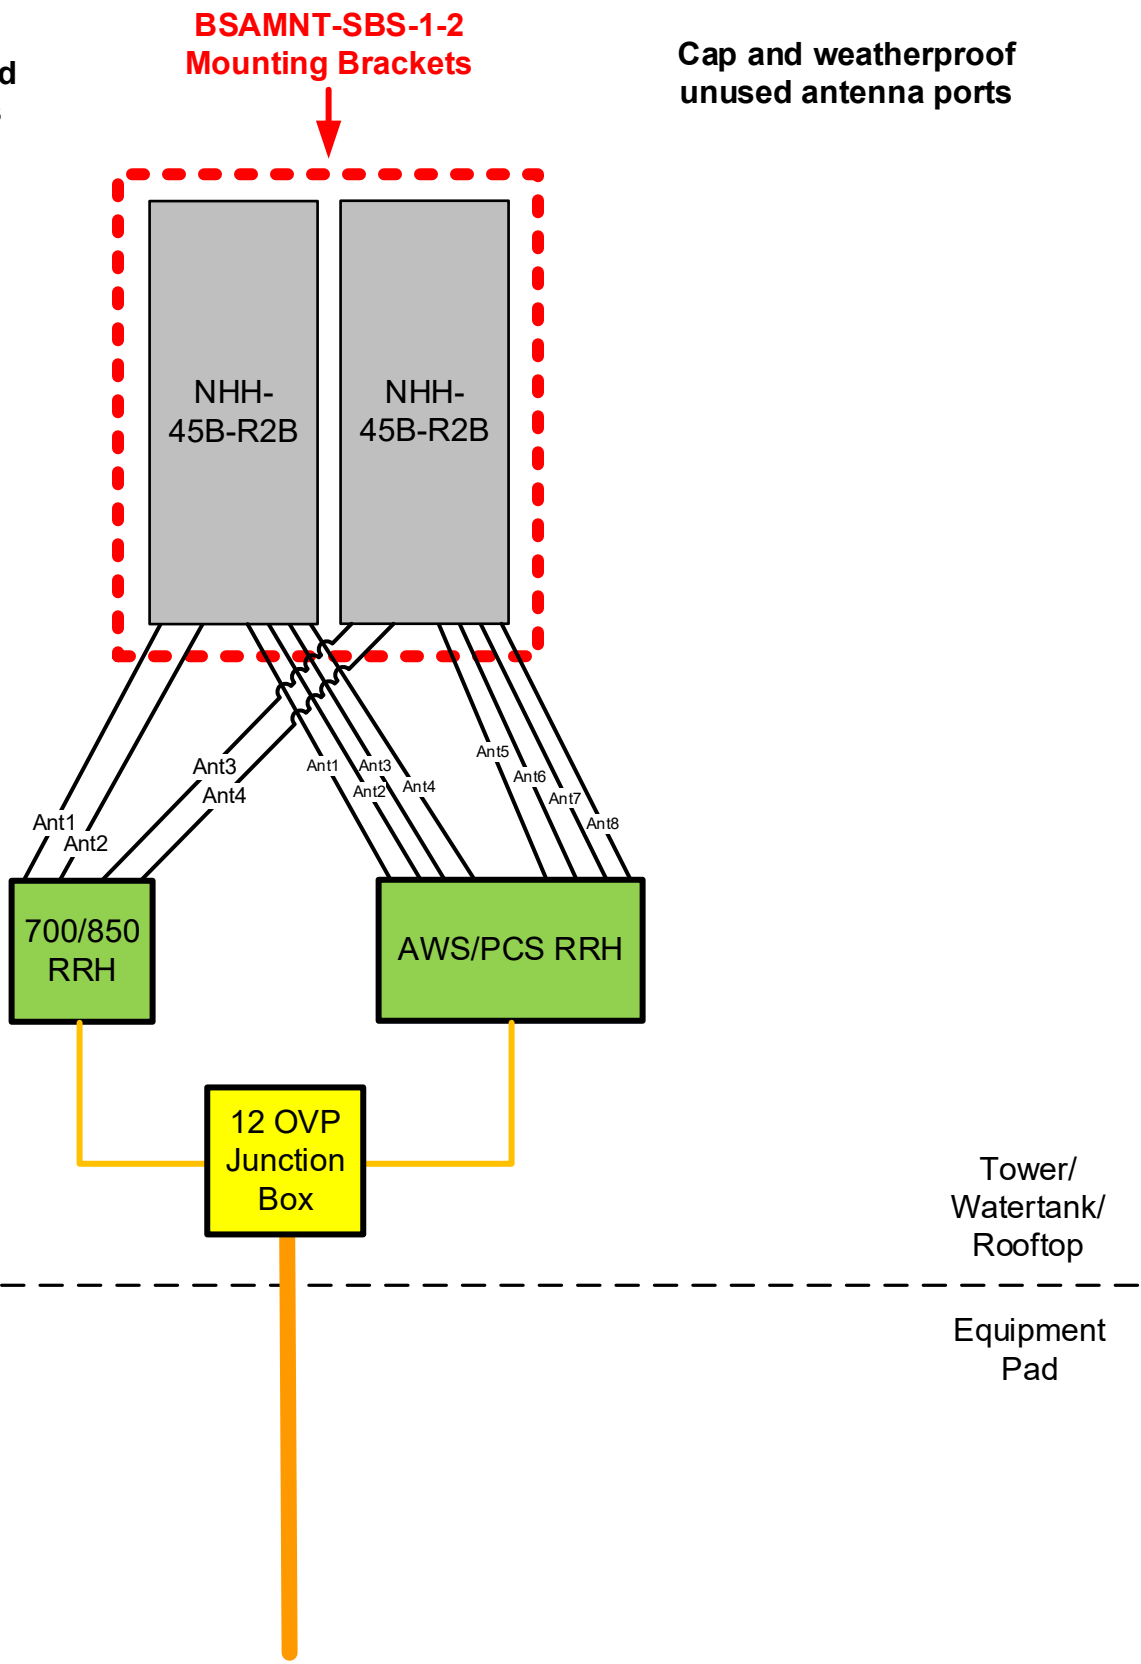 BSAMNT-SBS-1-2
Mounting Brackets
Cap and weatherproof
unused antenna ports
NHH-
45B-R2B
NHH-
45B-R2B
Ant1
Ant2
Ant3
Ant4
Ant1
Ant2
Ant3
Ant4
Ant5
Ant6
Ant7
Ant8
700/850
RRH
AWS/PCS RRH
12 OVP
Junction
Box
Tower/
Watertank/
Rooftop
Equipment
Pad